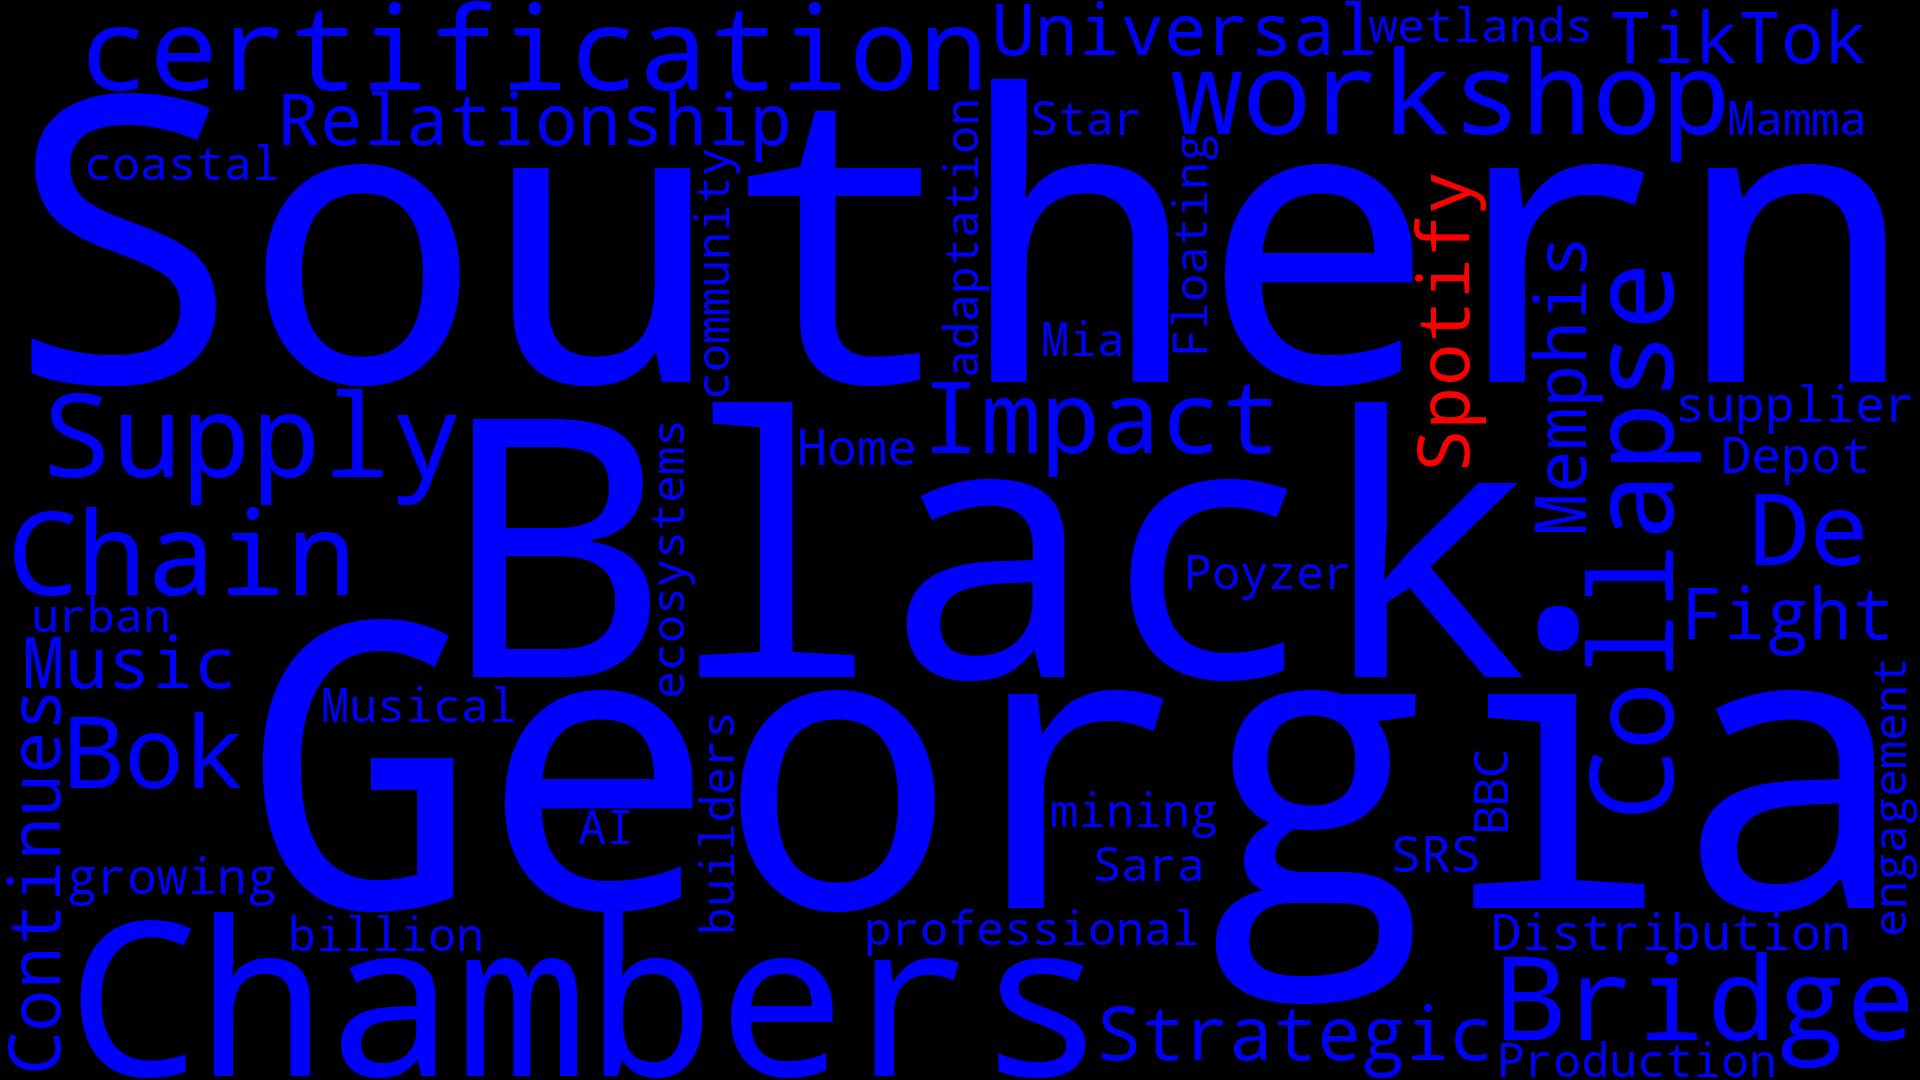 certification
Universal
wetlands
TikTok
workshop
Relationship
Star
Mamma
coastal
Southern
community
adaptation
Floating
Spotify
Mia
Memphis
Collapse
Supply
Impact
supplier
Home
Depot
Black
ecosystems
Chain
De
Poyzer
urban
Fight
Music
Georgia
Musical
Continues
Bok
builders
AI
mining
BBC
Sara
SRS
engagement
growing
billion
professional
Distribution
Chambers
Bridge
Strategic
Production